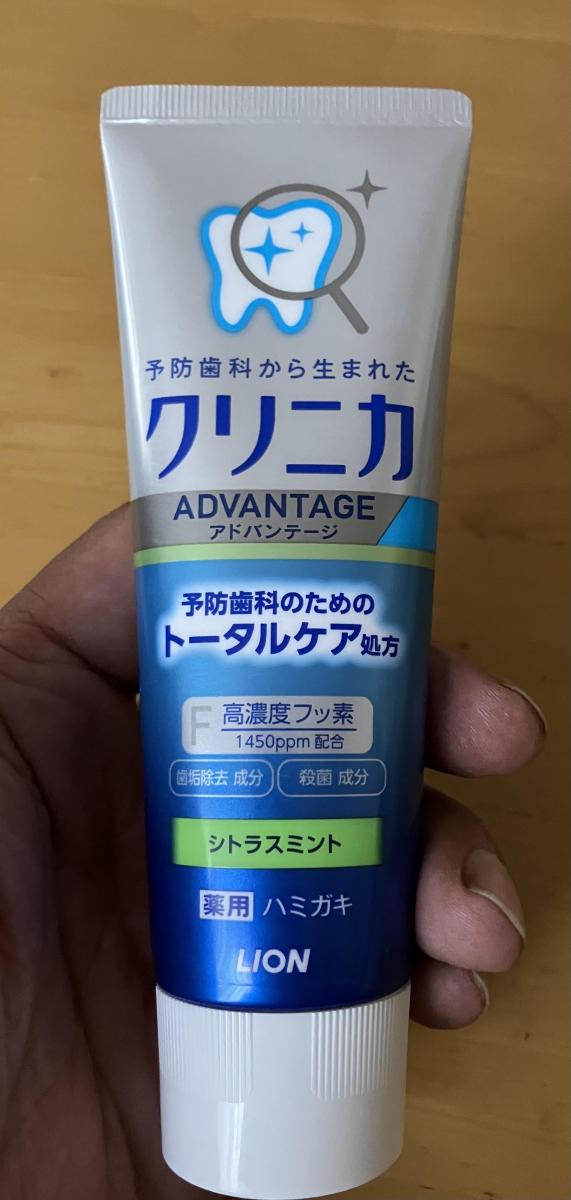 予防歯科から生まれた
クリニカ
ADVANTAGE
アドバンテージ
予防歯科のための
トータルケア処方
F 高濃度フッ素
1450ppm 配合
歯垢除去 成分 殺菌 成分
シトラスミント
薬用 ハミガキ
LION